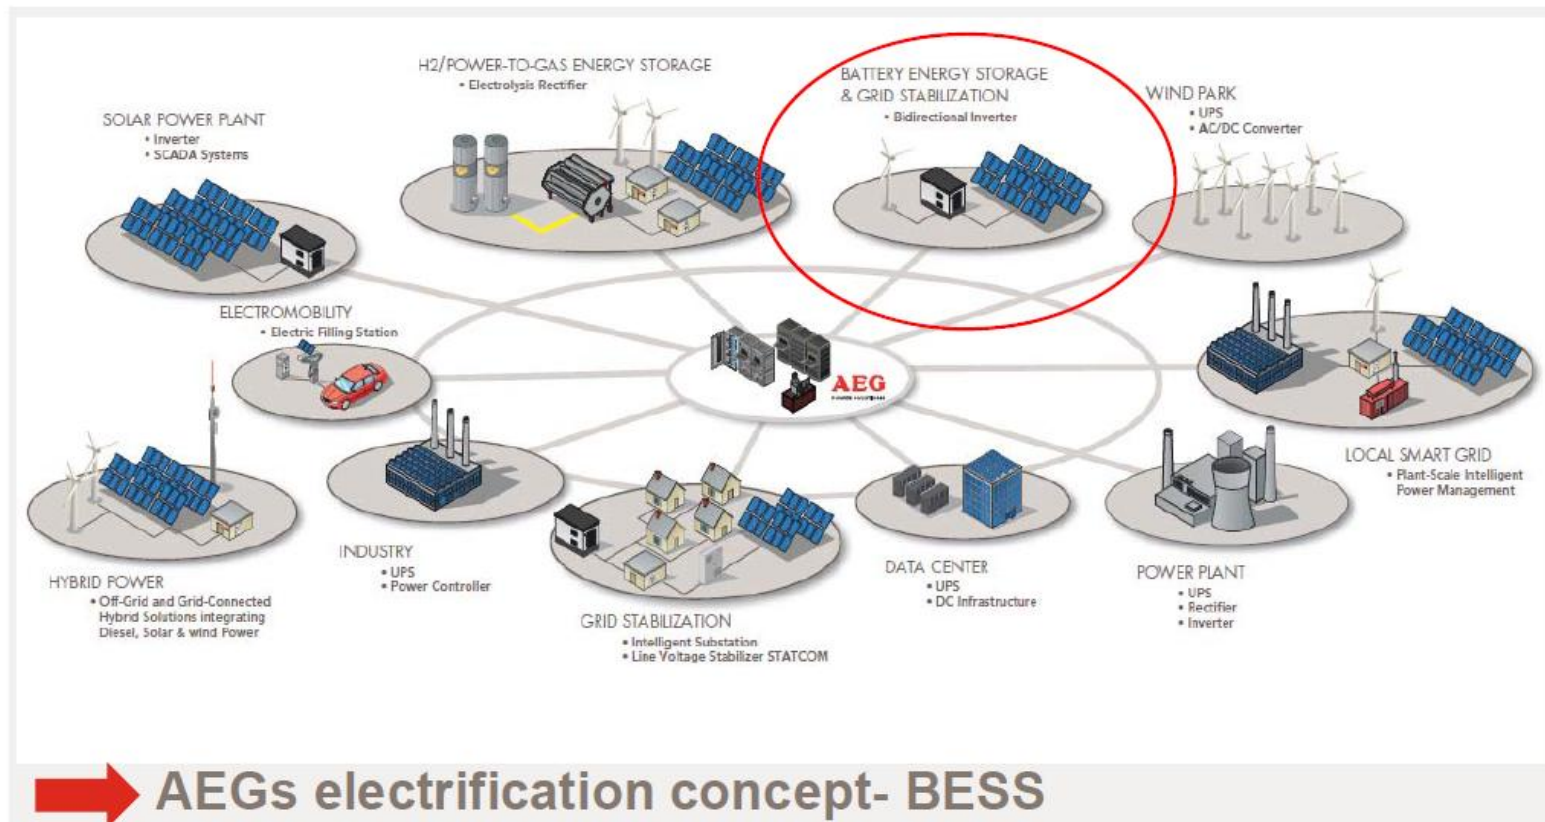 H2/POWER-TO-GAS ENERGY STORAGE
• Electrolysis Rectifier
BATTERY ENERGY STORAGE
& GRID STABILIZATION
• Bidirectional Inverter
WIND PARK
• UPS
• AC/DC Converter
SOLAR POWER PLANT
• Inverter
• SCADA Systems
ELECTROMOBILITY
• Electric Filling Station
AEG
POWER SOLUTIONS
LOCAL SMART GRID
• Plant-Scale Intelligent
Power Management
HYBRID POWER
• Off-Grid and Grid-Connected
Hybrid Solutions integrating
Diesel, Solar & wind Power
INDUSTRY
• UPS
• Power Controller
GRID STABILIZATION
• Intelligent Substation
• Line Voltage Stabilizer STATCOM
DATA CENTER
• UPS
• DC Infrastructure
POWER PLANT
• UPS
• Rectifier
• Inverter
AEGs electrification concept- BESS